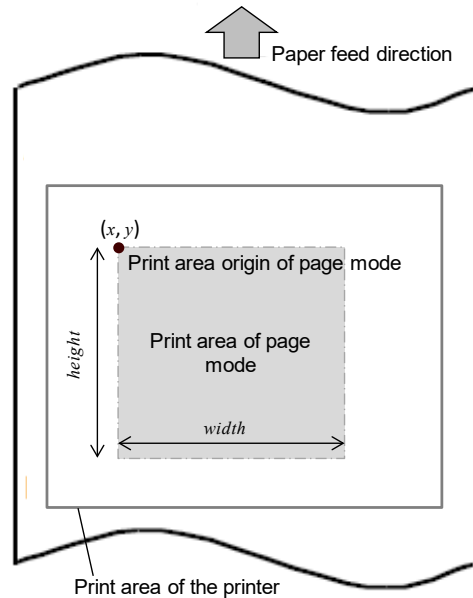 Paper feed direction
(x, y)
Print area origin of page mode
height
Print area of page
mode
width
Print area of the printer